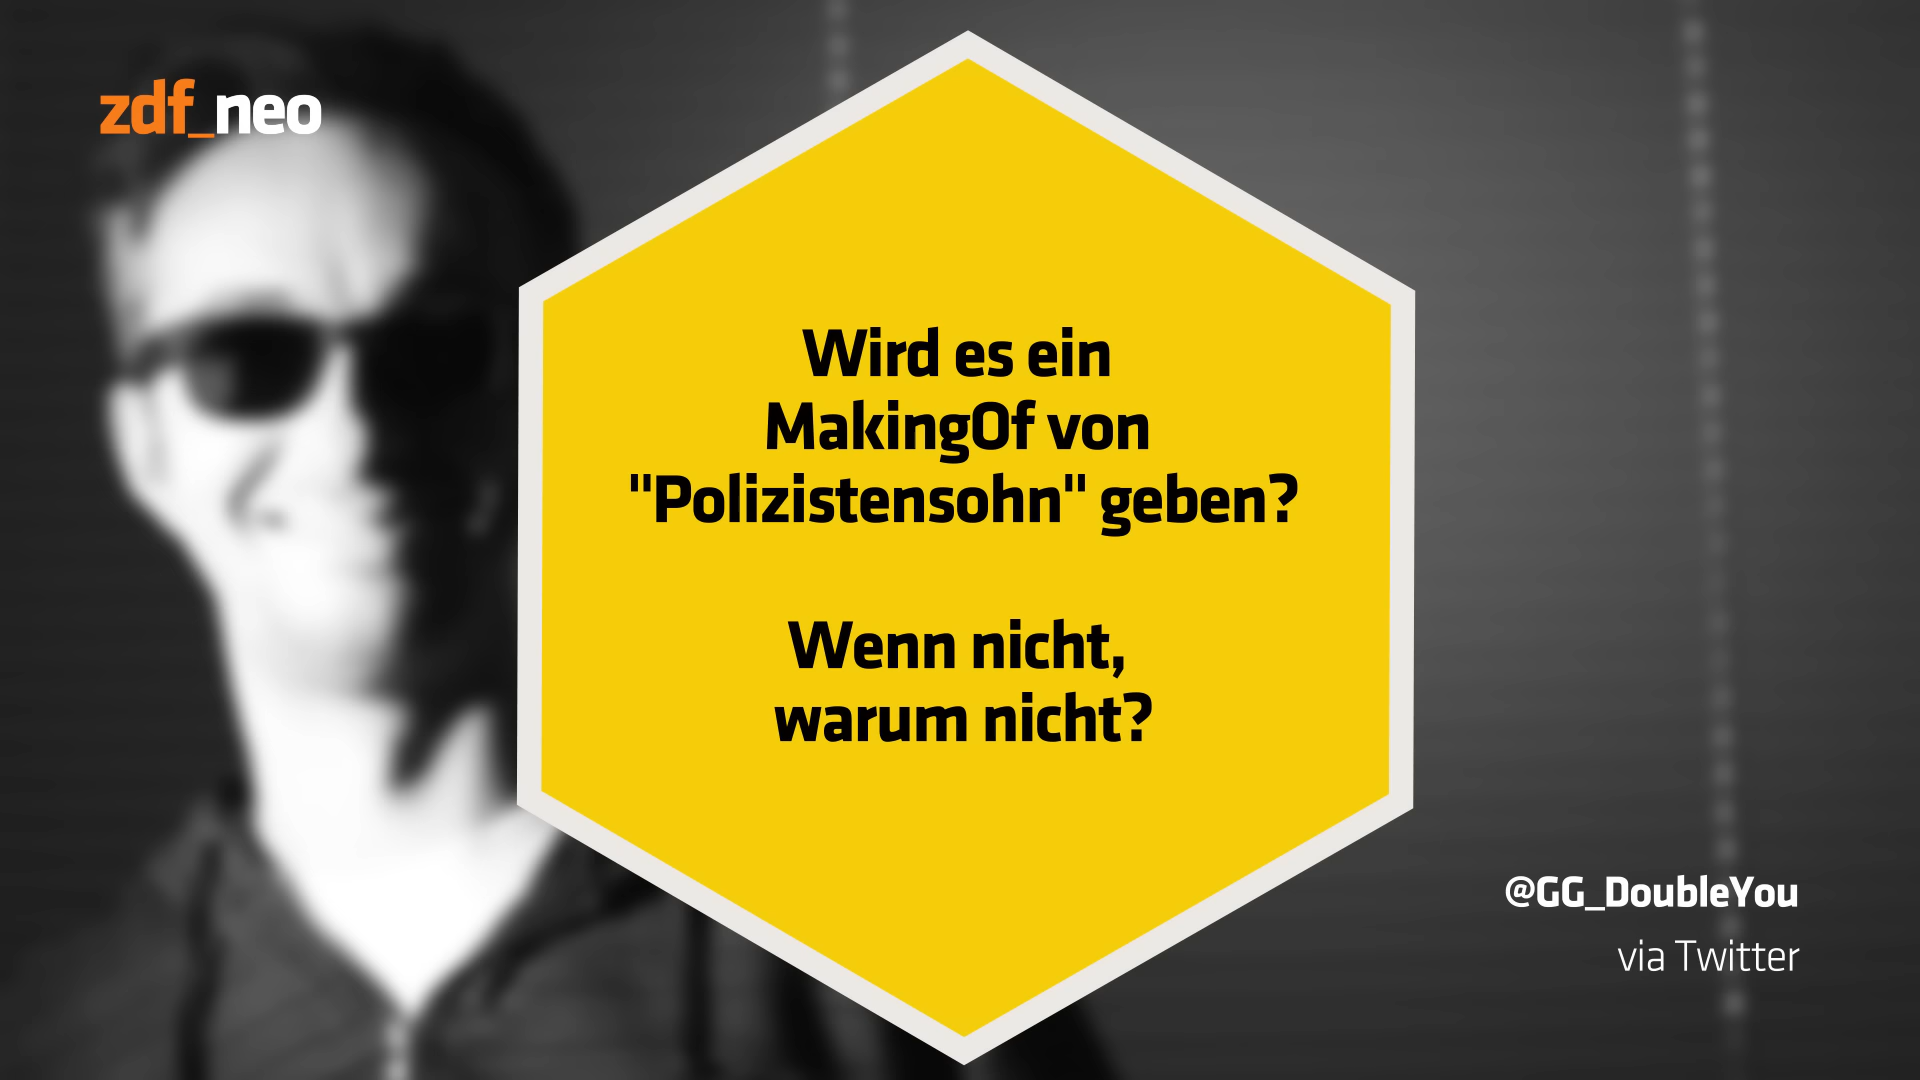 zdf_neo
Wird es ein
MakingOf von
"Polizistensohn" geben?
Wenn nicht,
warum nicht?
@GG_DoubleYou
via Twitter